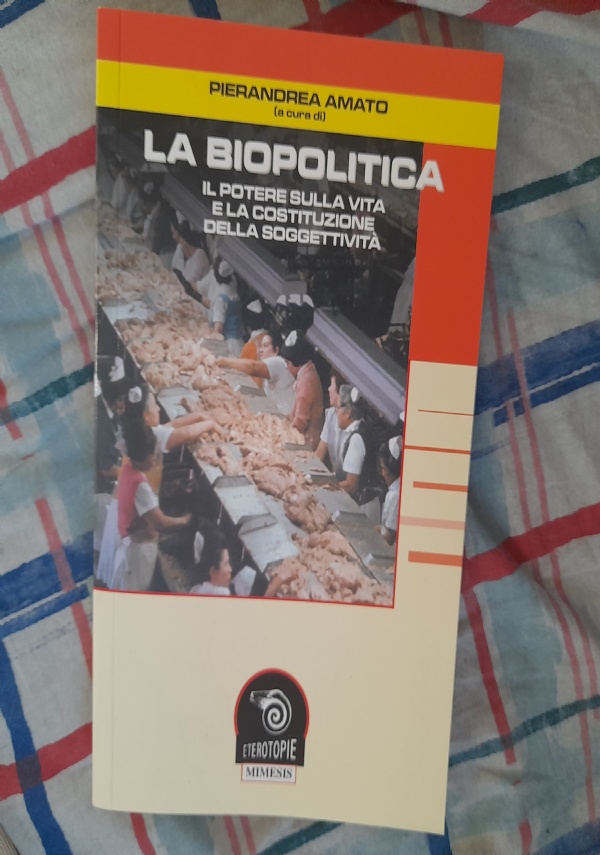 PIERANDREA AMATO
(a cura di)
LA BIOPOLITICA
IL POTERE SULLA VITA
E LA COSTITUZIONE
DELLA SOGGETTIVITÀ
ETEROTOPIE
MIMESIS